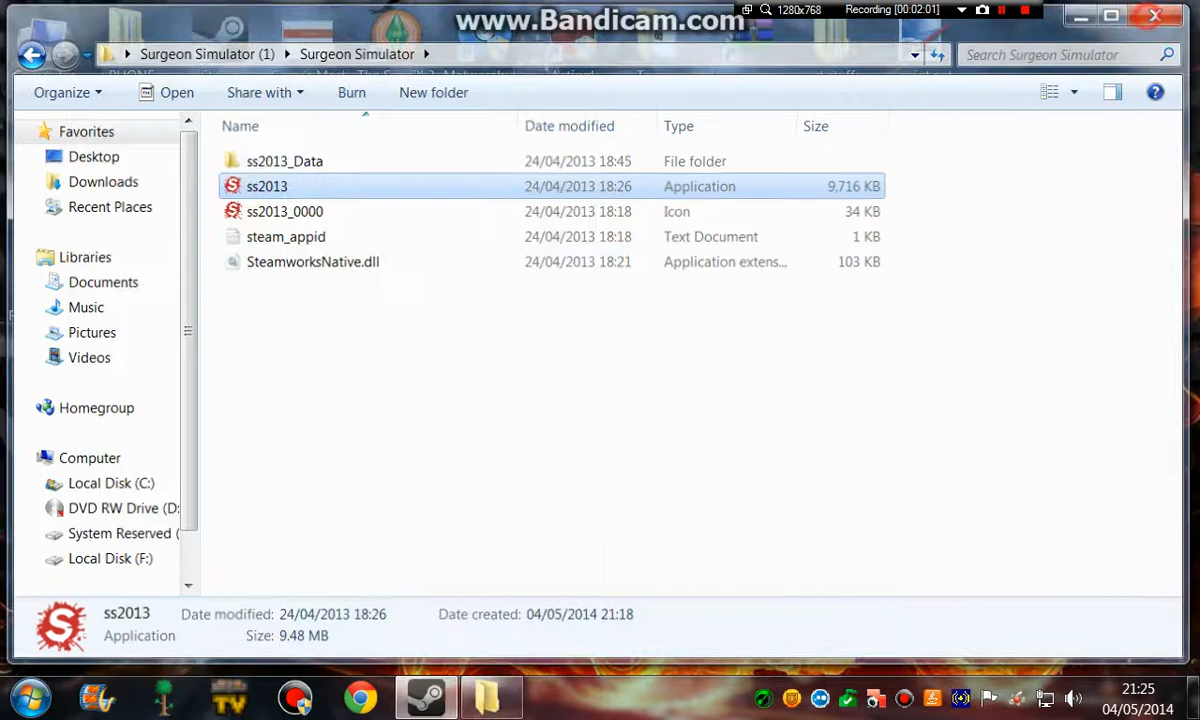 www.Bandicam.com
1280x768
Recording [00:02:01]
Surgeon Simulator (1)
Surgeon Simulator
Search Surgeon Simulator
Organize
Open
Share with
Burn
New folder
Name
Date modified
Type
Size
Favorites
Desktop
Downloads
Recent Places
Libraries
Documents
Music
Pictures
Videos
Homegroup
Computer
Local Disk (C:)
DVD RW Drive (D:
System Reserved (
Local Disk (F:)
ss2013_Data 24/04/2013 18:45 File folder
ss2013 24/04/2013 18:26 Application 9,716 KB
ss2013_0000 24/04/2013 18:18 Icon 34 KB
steam_appid 24/04/2013 18:18 Text Document 1 KB
SteamworksNative.dll 24/04/2013 18:21 Application extens... 103 KB
ss2013 Date modified: 24/04/2013 18:26 Date created: 04/05/2014 21:18
Application Size: 9.48 MB
TV
21:25
04/05/2014